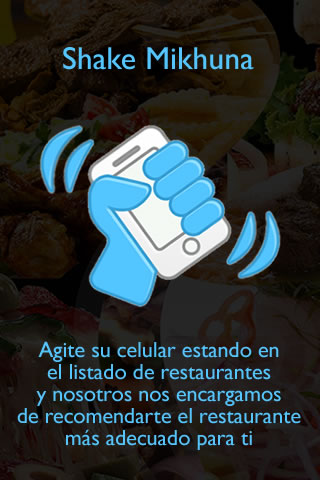 Shake Mikhuna
Agite su celular estando en
el listado de restaurantes
y nosotros nos encargamos
de recomendarte el restaurante
más adecuado para ti